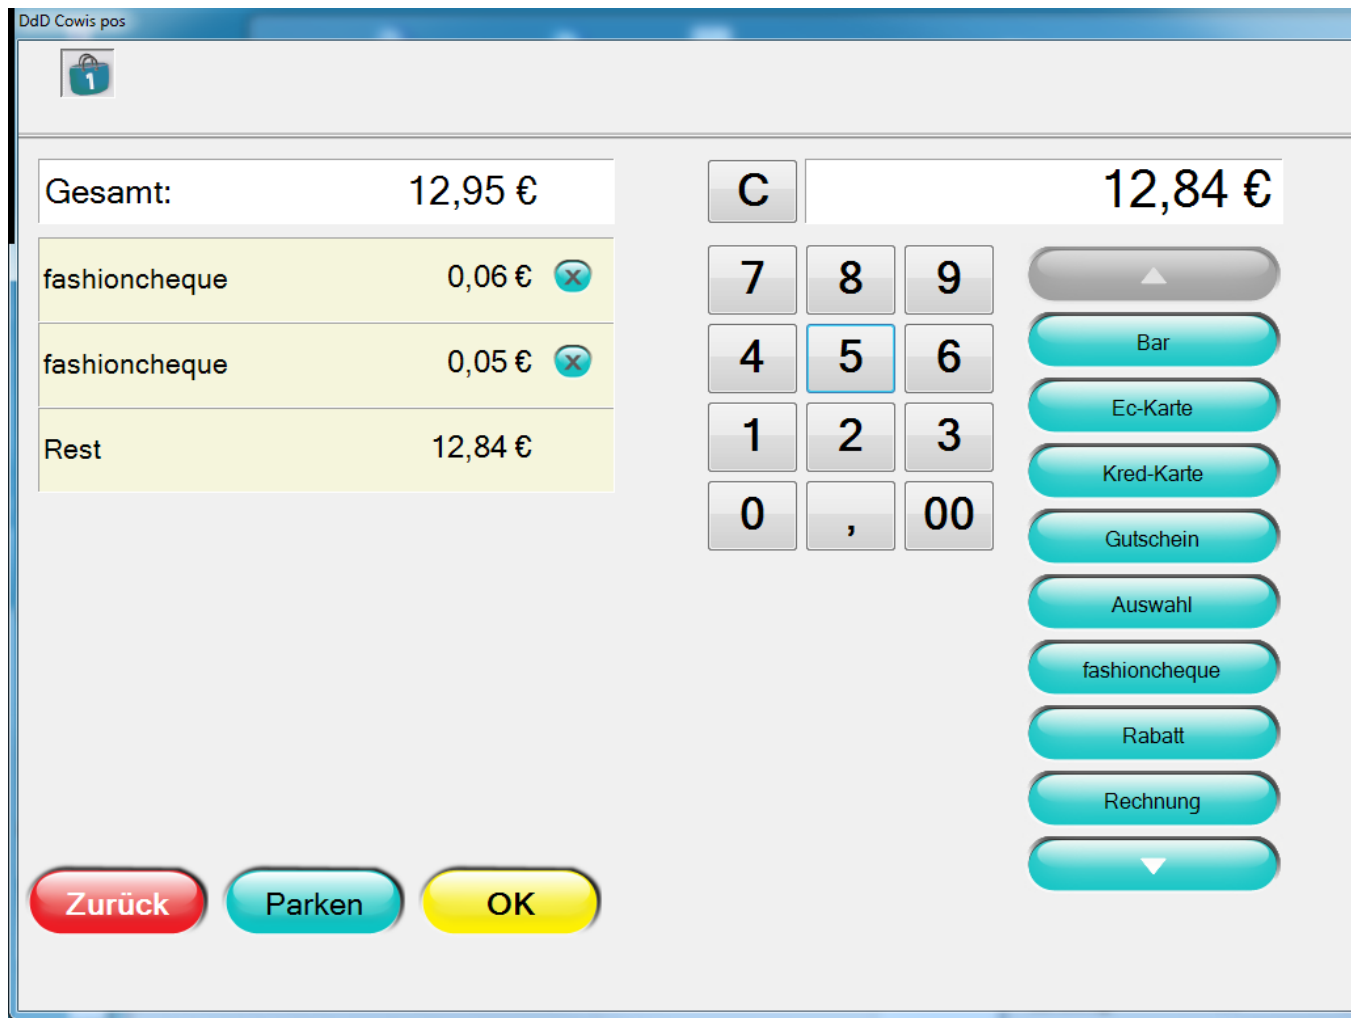 DdD Cowis pos
1
Gesamt: 12,95 €
fashioncheque 0,06 € x
fashioncheque 0,05 € x
Rest 12,84 €
C 12,84 €
7 8 9
4 5 6
1 2 3
0 , 00
Bar
Ec-Karte
Kred-Karte
Gutschein
Auswahl
fashioncheque
Rabatt
Rechnung
Zurück Parken OK